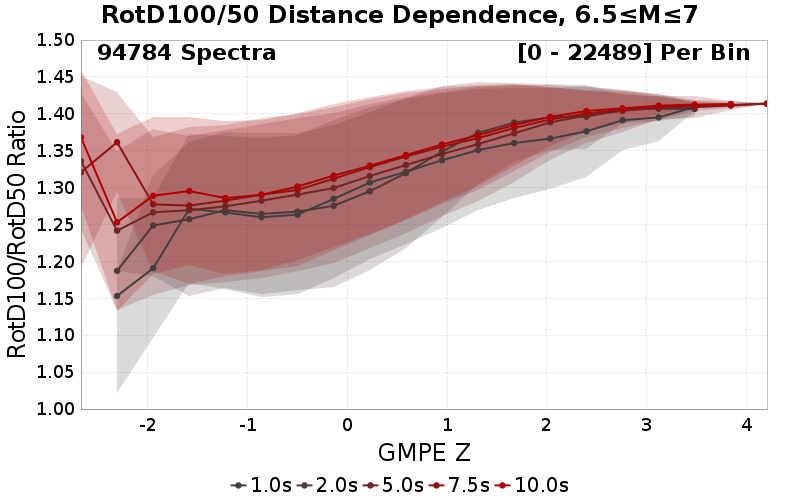 RotD100/50 Distance Dependence, 6.5≤M≤7
94784 Spectra
[0 - 22489] Per Bin
RotD100/RotD50 Ratio
1.50
1.45
1.40
1.35
1.30
1.25
1.20
1.15
1.10
1.05
1.00
-2 -1 0 1 2 3 4
GMPE Z
1.0s 2.0s 5.0s 7.5s 10.0s